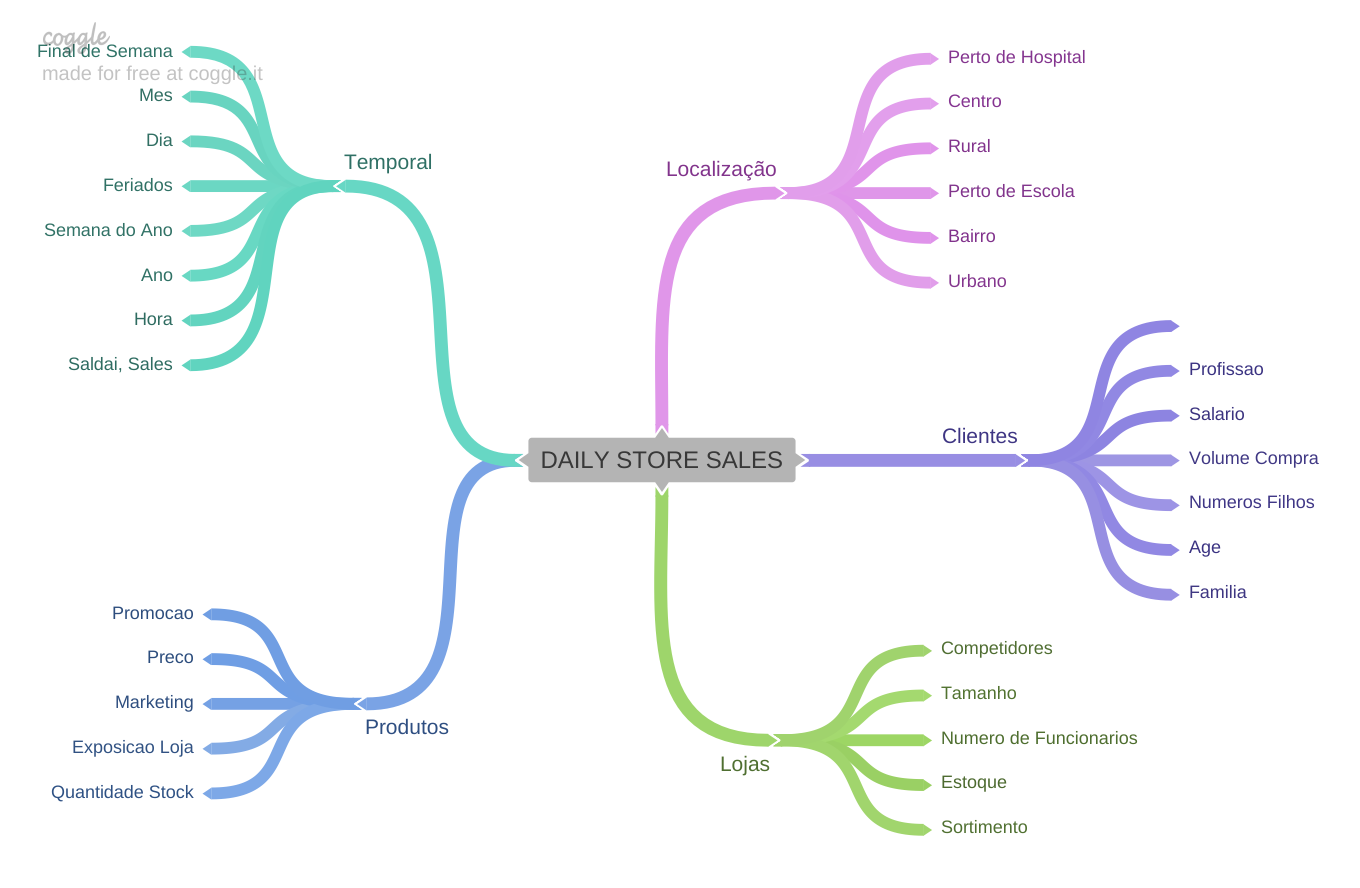 coggle
made for free at coggle.it
Final de Semana
Mes
Dia
Feriados
Semana do Ano
Ano
Hora
Saldai, Sales
Temporal
Localização
Perto de Hospital
Centro
Rural
Perto de Escola
Bairro
Urbano
DAILY STORE SALES
Clientes
Profissao
Salario
Volume Compra
Numeros Filhos
Age
Familia
Promocao
Preco
Marketing
Exposicao Loja
Quantidade Stock
Produtos
Lojas
Competidores
Tamanho
Numero de Funcionarios
Estoque
Sortimento